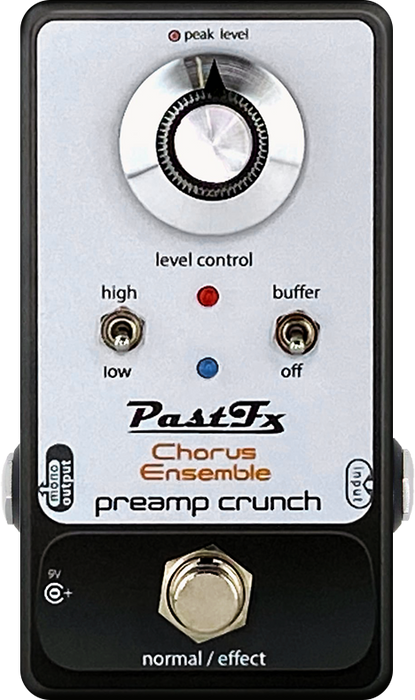 peak level
level control
high
buffer
low
off
PastFx
Chorus
Ensemble
mono
output
input
preamp crunch
9V
+
normal / effect